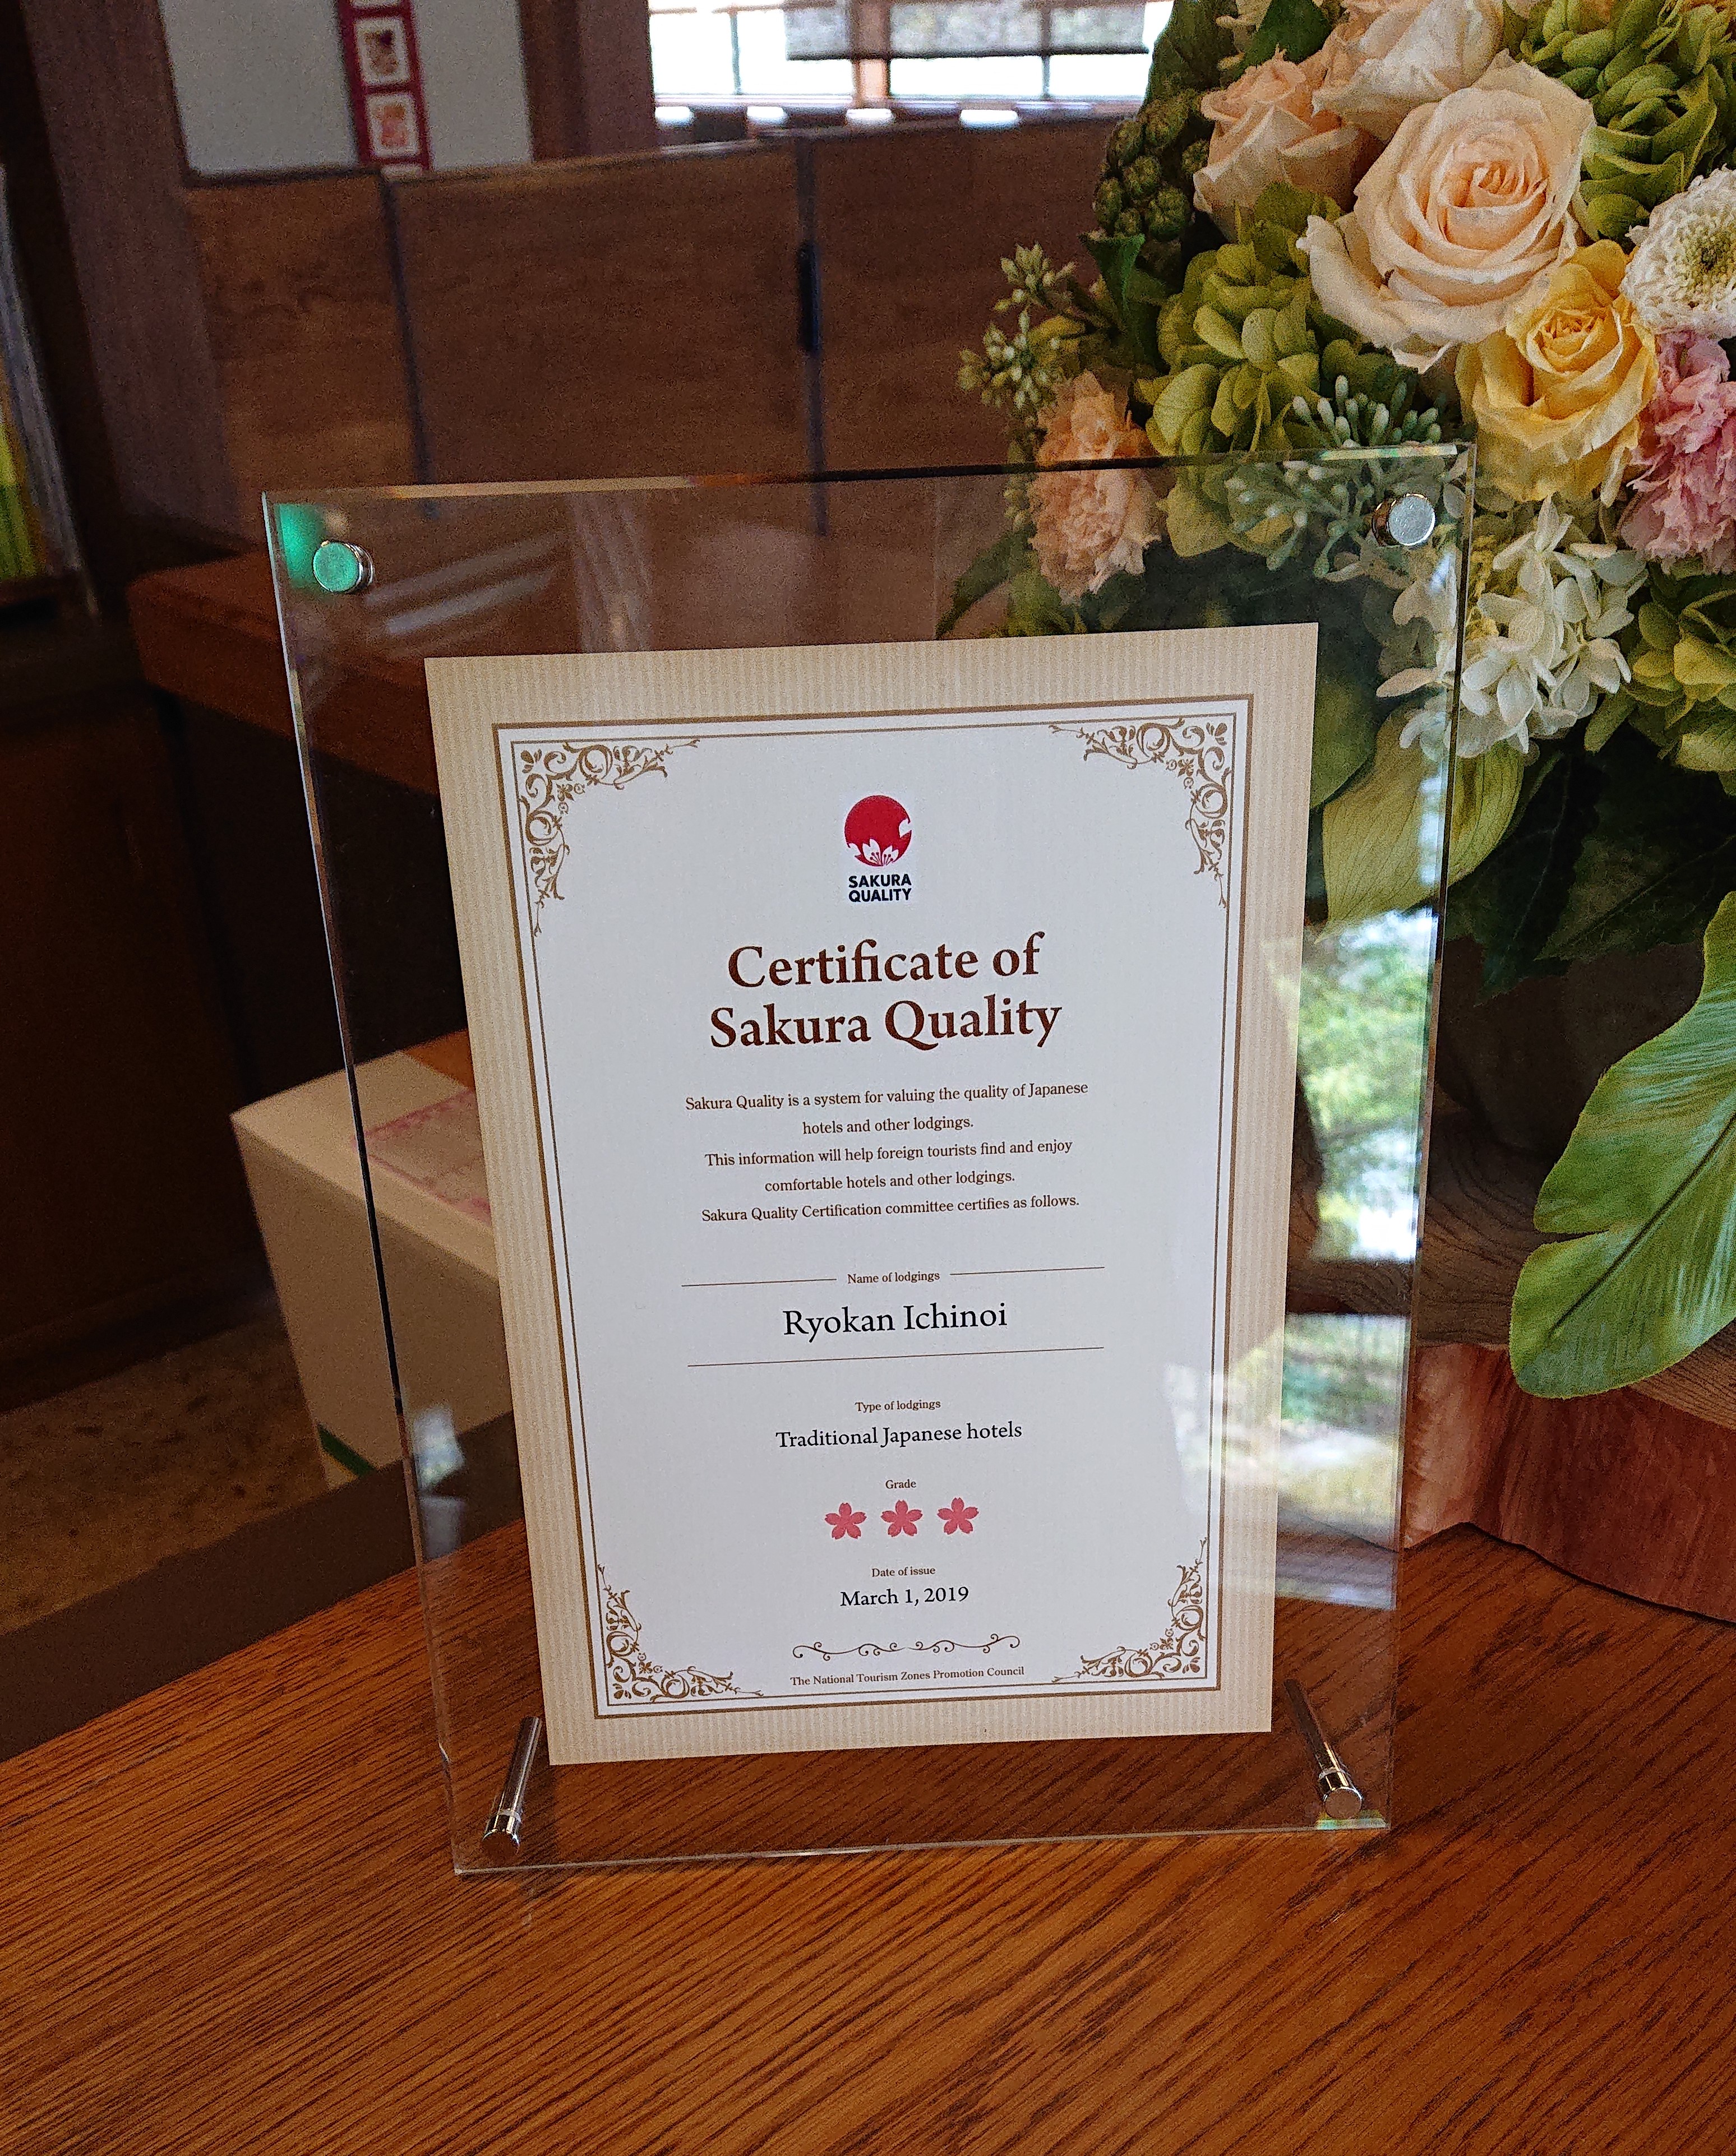 SAKURA
QUALITY
Certificate of
Sakura Quality
Sakura Quality is a system for valuing the quality of Japanese
hotels and other lodgings.
This information will help foreign tourists find and enjoy
comfortable hotels and other lodgings.
Sakura Quality Certification committee certifies as follows.
Name of lodgings
Ryokan Ichinoi
Type of lodgings
Traditional Japanese hotels
Grade
Date of issue
March 1, 2019
The National Tourism Zones Promotion Council